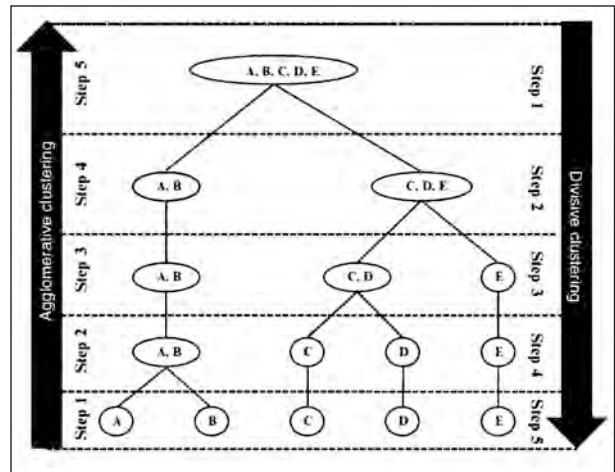 Agglomerative clustering
Step 5
Step 4
Step 3
Step 2
Step 1
A, B, C, D, E
A, B
C, D, E
A, B
C, D
E
A, B
C
D
E
A
B
C
D
E
Step 1
Step 2
Step 3
Step 4
Step 5
Divisive clustering